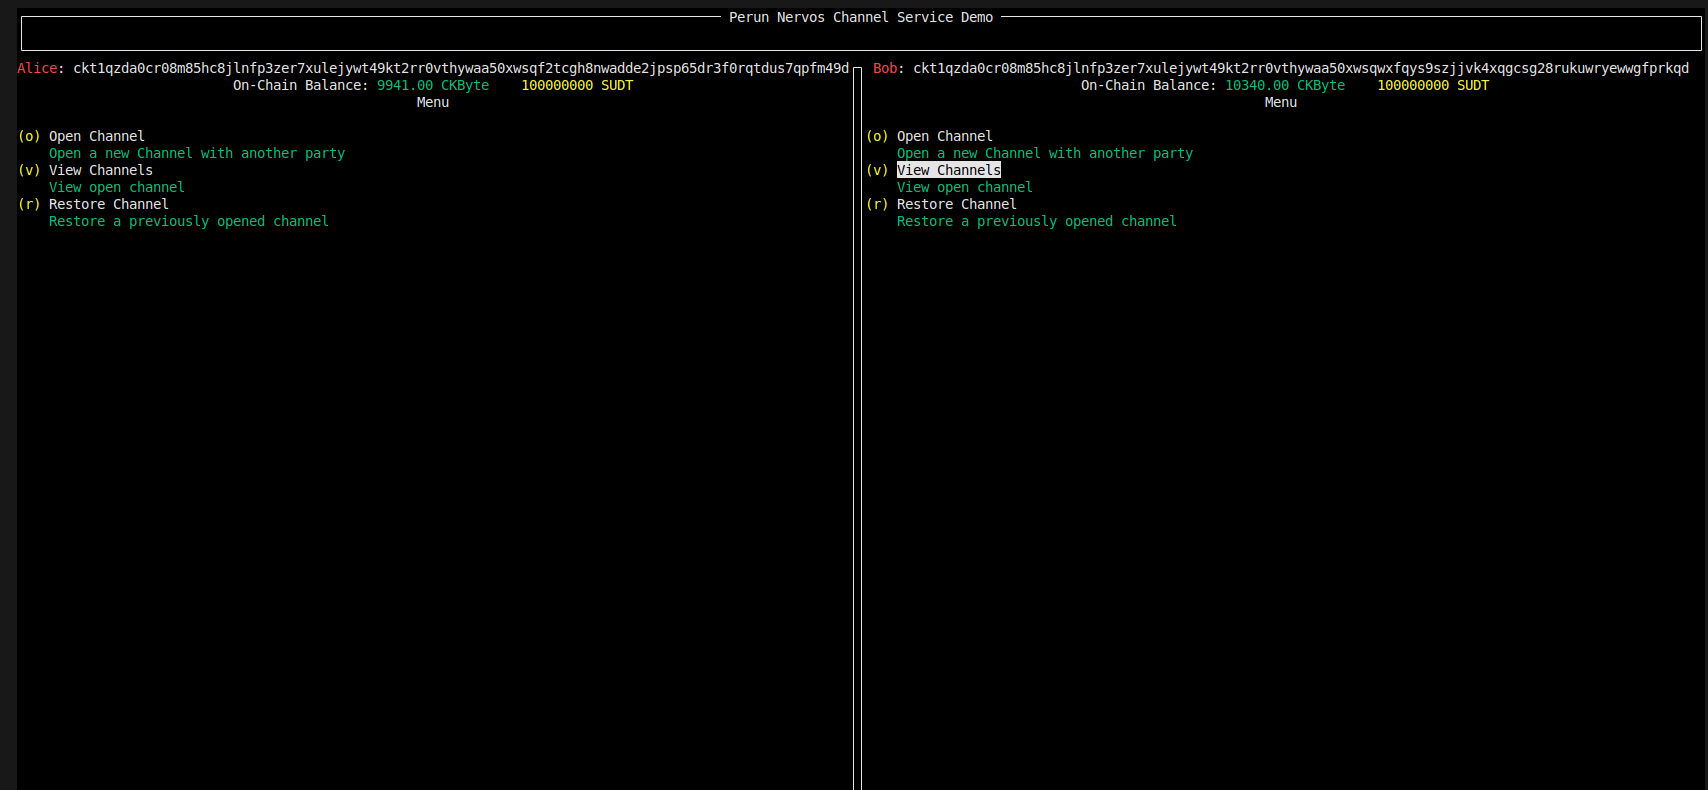 Perun Nervos Channel Service Demo
Alice: ckt1qzda0cr08m85hc8jlnfp3zer7xulejywt49kt2rr0vthywaa50xwsqf2tcgh8nwadde2jpsp65dr3f0rqtdus7qpfm49d
On-Chain Balance: 9941.00 CKByte    100000000 SUDT
Menu
(o) Open Channel
Open a new Channel with another party
(v) View Channels
View open channel
(r) Restore Channel
Restore a previously opened channel
Bob: ckt1qzda0cr08m85hc8jlnfp3zer7xulejywt49kt2rr0vthywaa50xwsqwxfqys9szjjvk4xqgcsg28rukuwryewwgfprkqd
On-Chain Balance: 10340.00 CKByte    100000000 SUDT
Menu
(o) Open Channel
Open a new Channel with another party
(v) View Channels
View open channel
(r) Restore Channel
Restore a previously opened channel